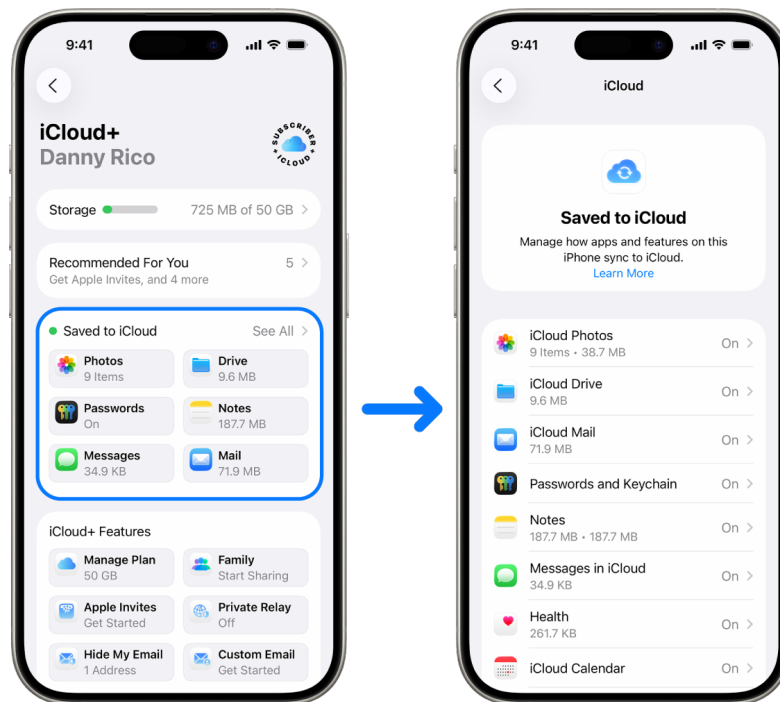 9:41
iCloud+
Danny Rico
SUBSCRIBER
ICLOUD
Storage 725 MB of 50 GB
Recommended For You 5
Get Apple Invites, and 4 more
Saved to iCloud See All
Photos Drive
9 Items 9.6 MB
Passwords Notes
On 187.7 MB
Messages Mail
34.9 KB 71.9 MB
iCloud+ Features
Manage Plan Family
50 GB Start Sharing
Apple Invites Private Relay
Get Started Off
Hide My Email Custom Email
1 Address Get Started
9:41
iCloud
Saved to iCloud
Manage how apps and features on this
iPhone sync to iCloud.
Learn More
iCloud Photos On
9 Items • 38.7 MB
iCloud Drive On
9.6 MB
iCloud Mail On
71.9 MB
Passwords and Keychain On
Notes On
187.7 MB • 187.7 MB
Messages in iCloud On
34.9 KB
Health On
261.7 KB
iCloud Calendar On